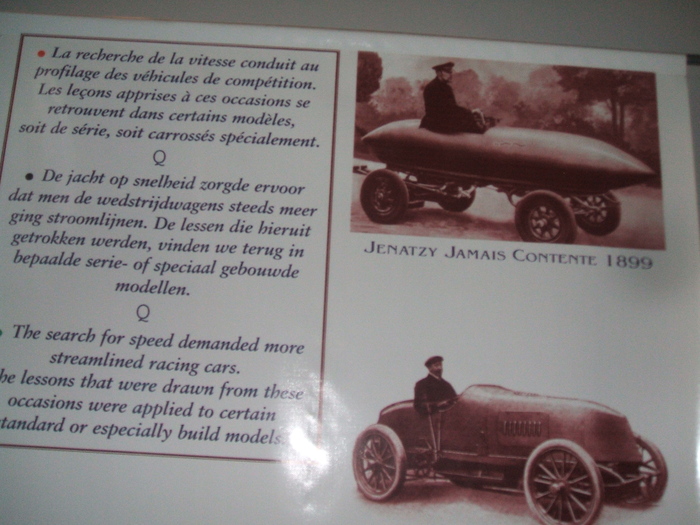 • La recherche de la vitesse conduit au
profilage des véhicules de compétition.
Les leçons apprises à ces occasions se
retrouvent dans certains modèles,
soit de série, soit carrossés spécialement.
Q
• De jacht op snelheid zorgde ervoor
dat men de wedstrijdwagens steeds meer
ging stroomlijnen. De lessen die hieruit
getrokken werden, vinden we terug in
bepaalde serie- of speciaal gebouwde
modellen.
Q
• The search for speed demanded more
streamlined racing cars.
he lessons that were drawn from these
occasions were applied to certain
tandard or especially build models.
JENATZY JAMAIS CONTENTE 1899